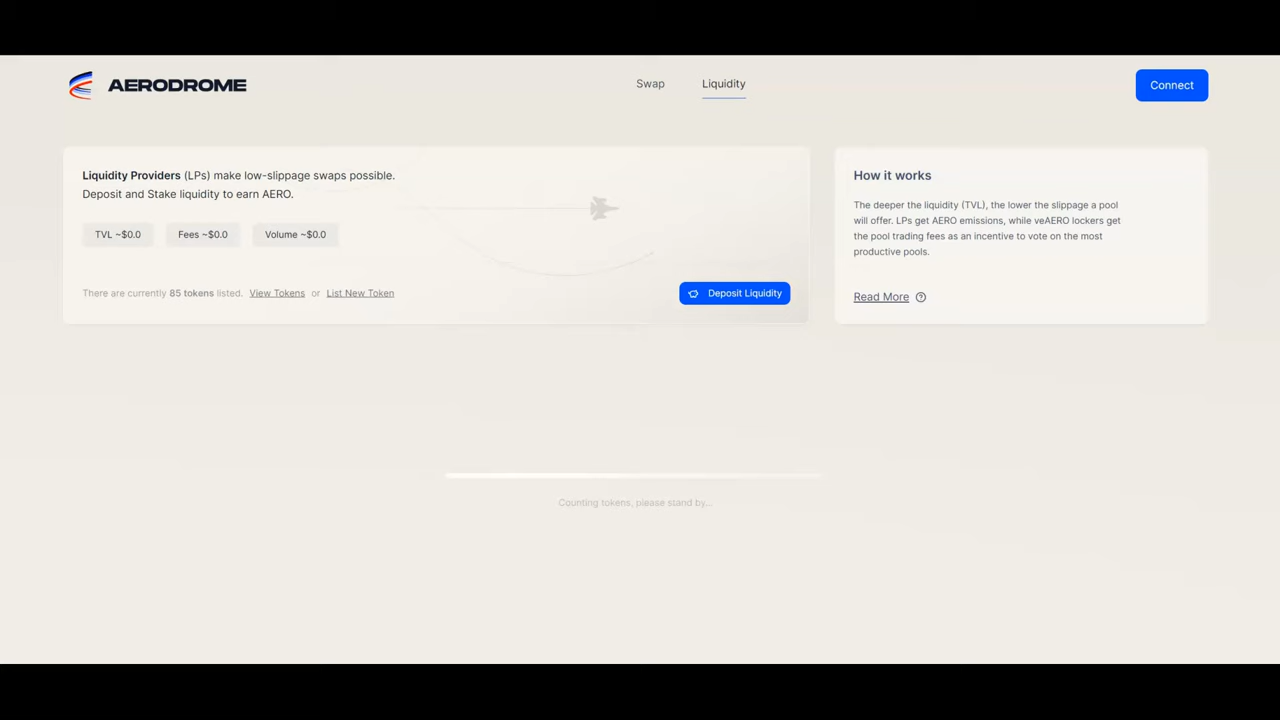 AERODROME
Swap
Liquidity
Connect
Liquidity Providers (LPs) make low-slippage swaps possible.
Deposit and Stake liquidity to earn AERO.
TVL ~$0.0
Fees ~$0.0
Volume ~$0.0
There are currently 85 tokens listed. View Tokens or List New Token
Deposit Liquidity
How it works
The deeper the liquidity (TVL), the lower the slippage a pool
will offer. LPs get AERO emissions, while veAERO lockers get
the pool trading fees as an incentive to vote on the most
productive pools.
Read More
Counting tokens, please stand by...